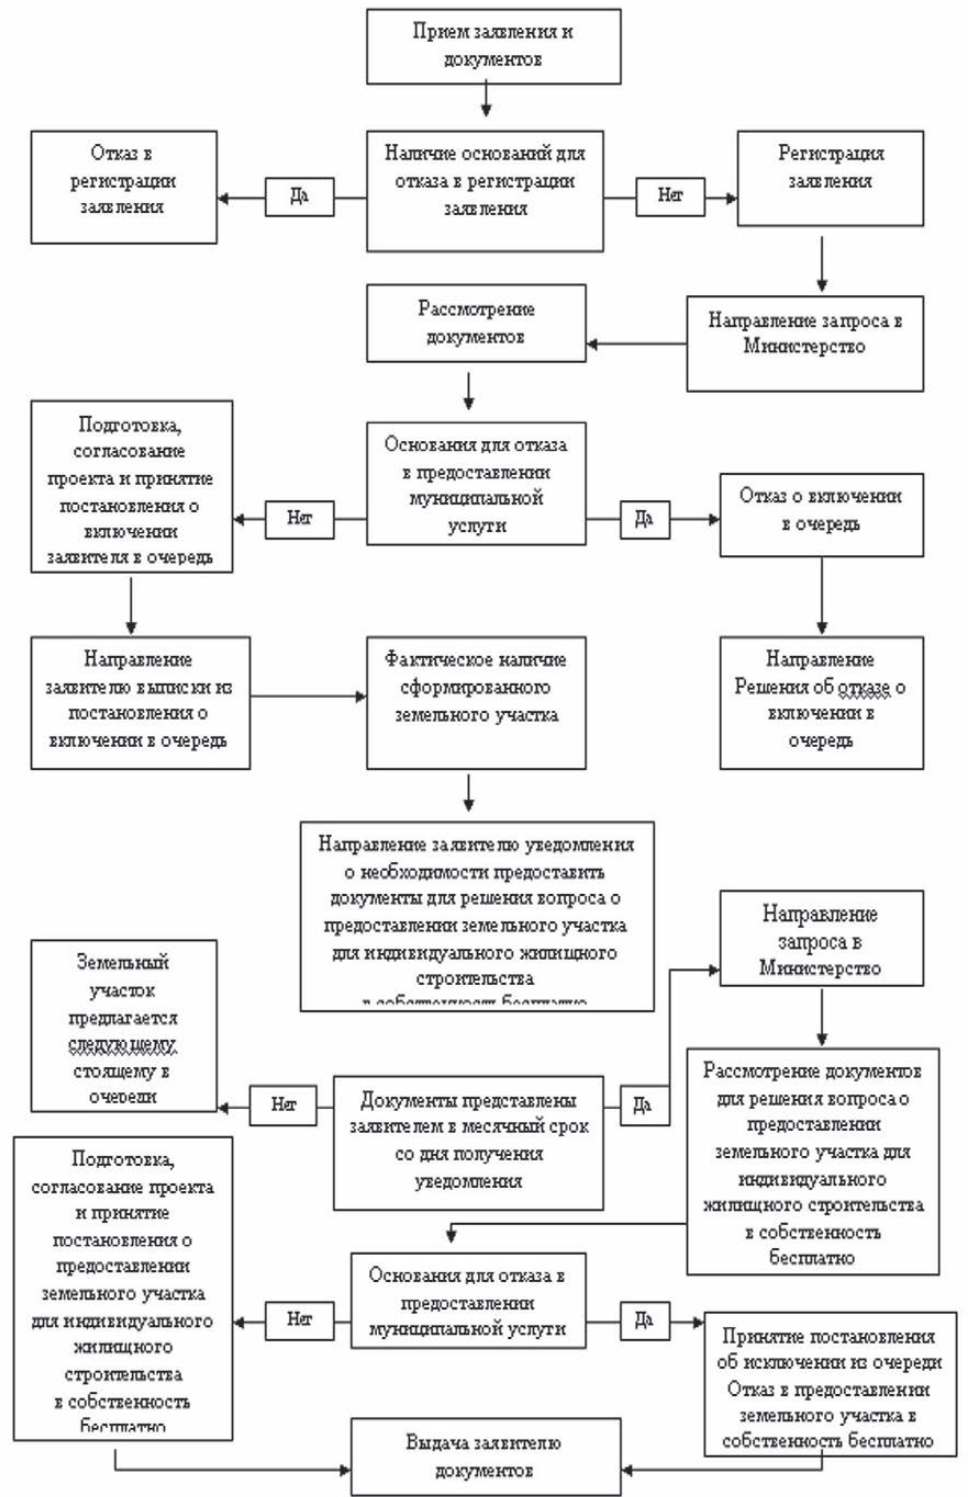 Прием заявления и
документов
Отказ в
регистрации
заявления
Да
Наличие оснований для
отказа в регистрации
заявления
Нет
Регистрация
заявления
Рассмотрение
документов
Направление запроса в
Министерство
Подготовка,
согласование
проекта и принятие
постановления о
включении
заявителя в очередь
Нет
Основания для отказа
в предоставлении
муниципальной
услуги
Да
Отказ о включении
в очередь
Направление
заявителю выписки из
постановления о
включении в очередь
Фактическое наличие
сформированного
земельного участка
Направление
Решения об отказе о
включении в
очередь
Направление заявителю уведомления
о необходимости предоставить
документы для решения вопроса о
предоставлении земельного участка
для индивидуального жилищного
строительства
в собственность бесплатно
Направление
запроса в
Министерство
Земельный
участок
предлагается
следующему,
стоящему в
очереди
Нет
Документы представлены
заявителем в месячный срок
со дня получения
уведомления
Да
Рассмотрение документов
для решения вопроса о
предоставлении
земельного участка для
индивидуального
жилищного строительства
в собственность
бесплатно
Подготовка,
согласование проекта
и принятие
постановления о
предоставлении
земельного участка
для индивидуального
жилищного
строительства
в собственность
бесплатно
Нет
Основания для отказа в
предоставлении
муниципальной услуги
Да
Принятие постановления
об исключении из очереди
Отказ в предоставлении
земельного участка в
собственность бесплатно
Выдача заявителю
документов